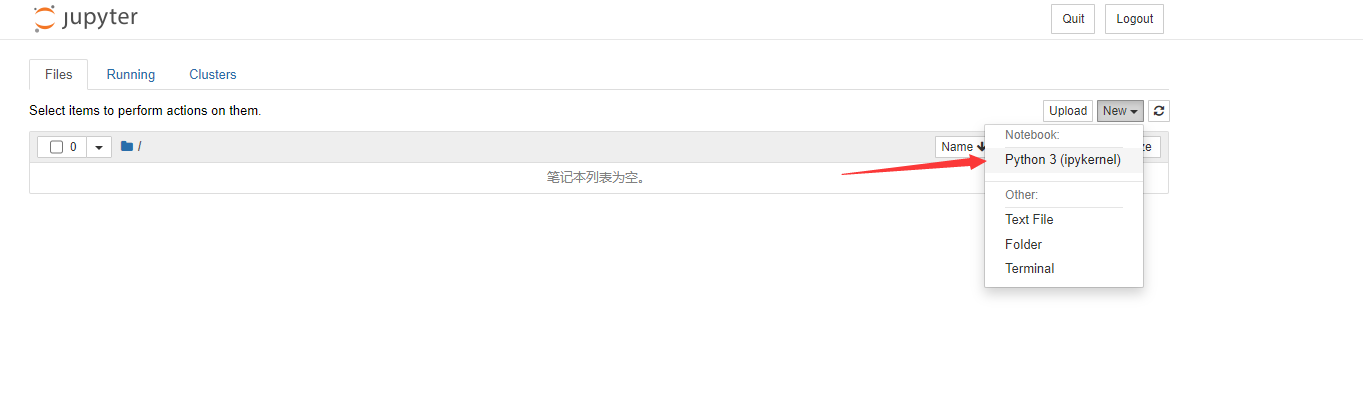 jupyter
Quit Logout
Files Running Clusters
Select items to perform actions on them.
Upload New
0 / Name
笔记本列表为空。
Notebook:
Python 3 (ipykernel)
Other:
Text File
Folder
Terminal